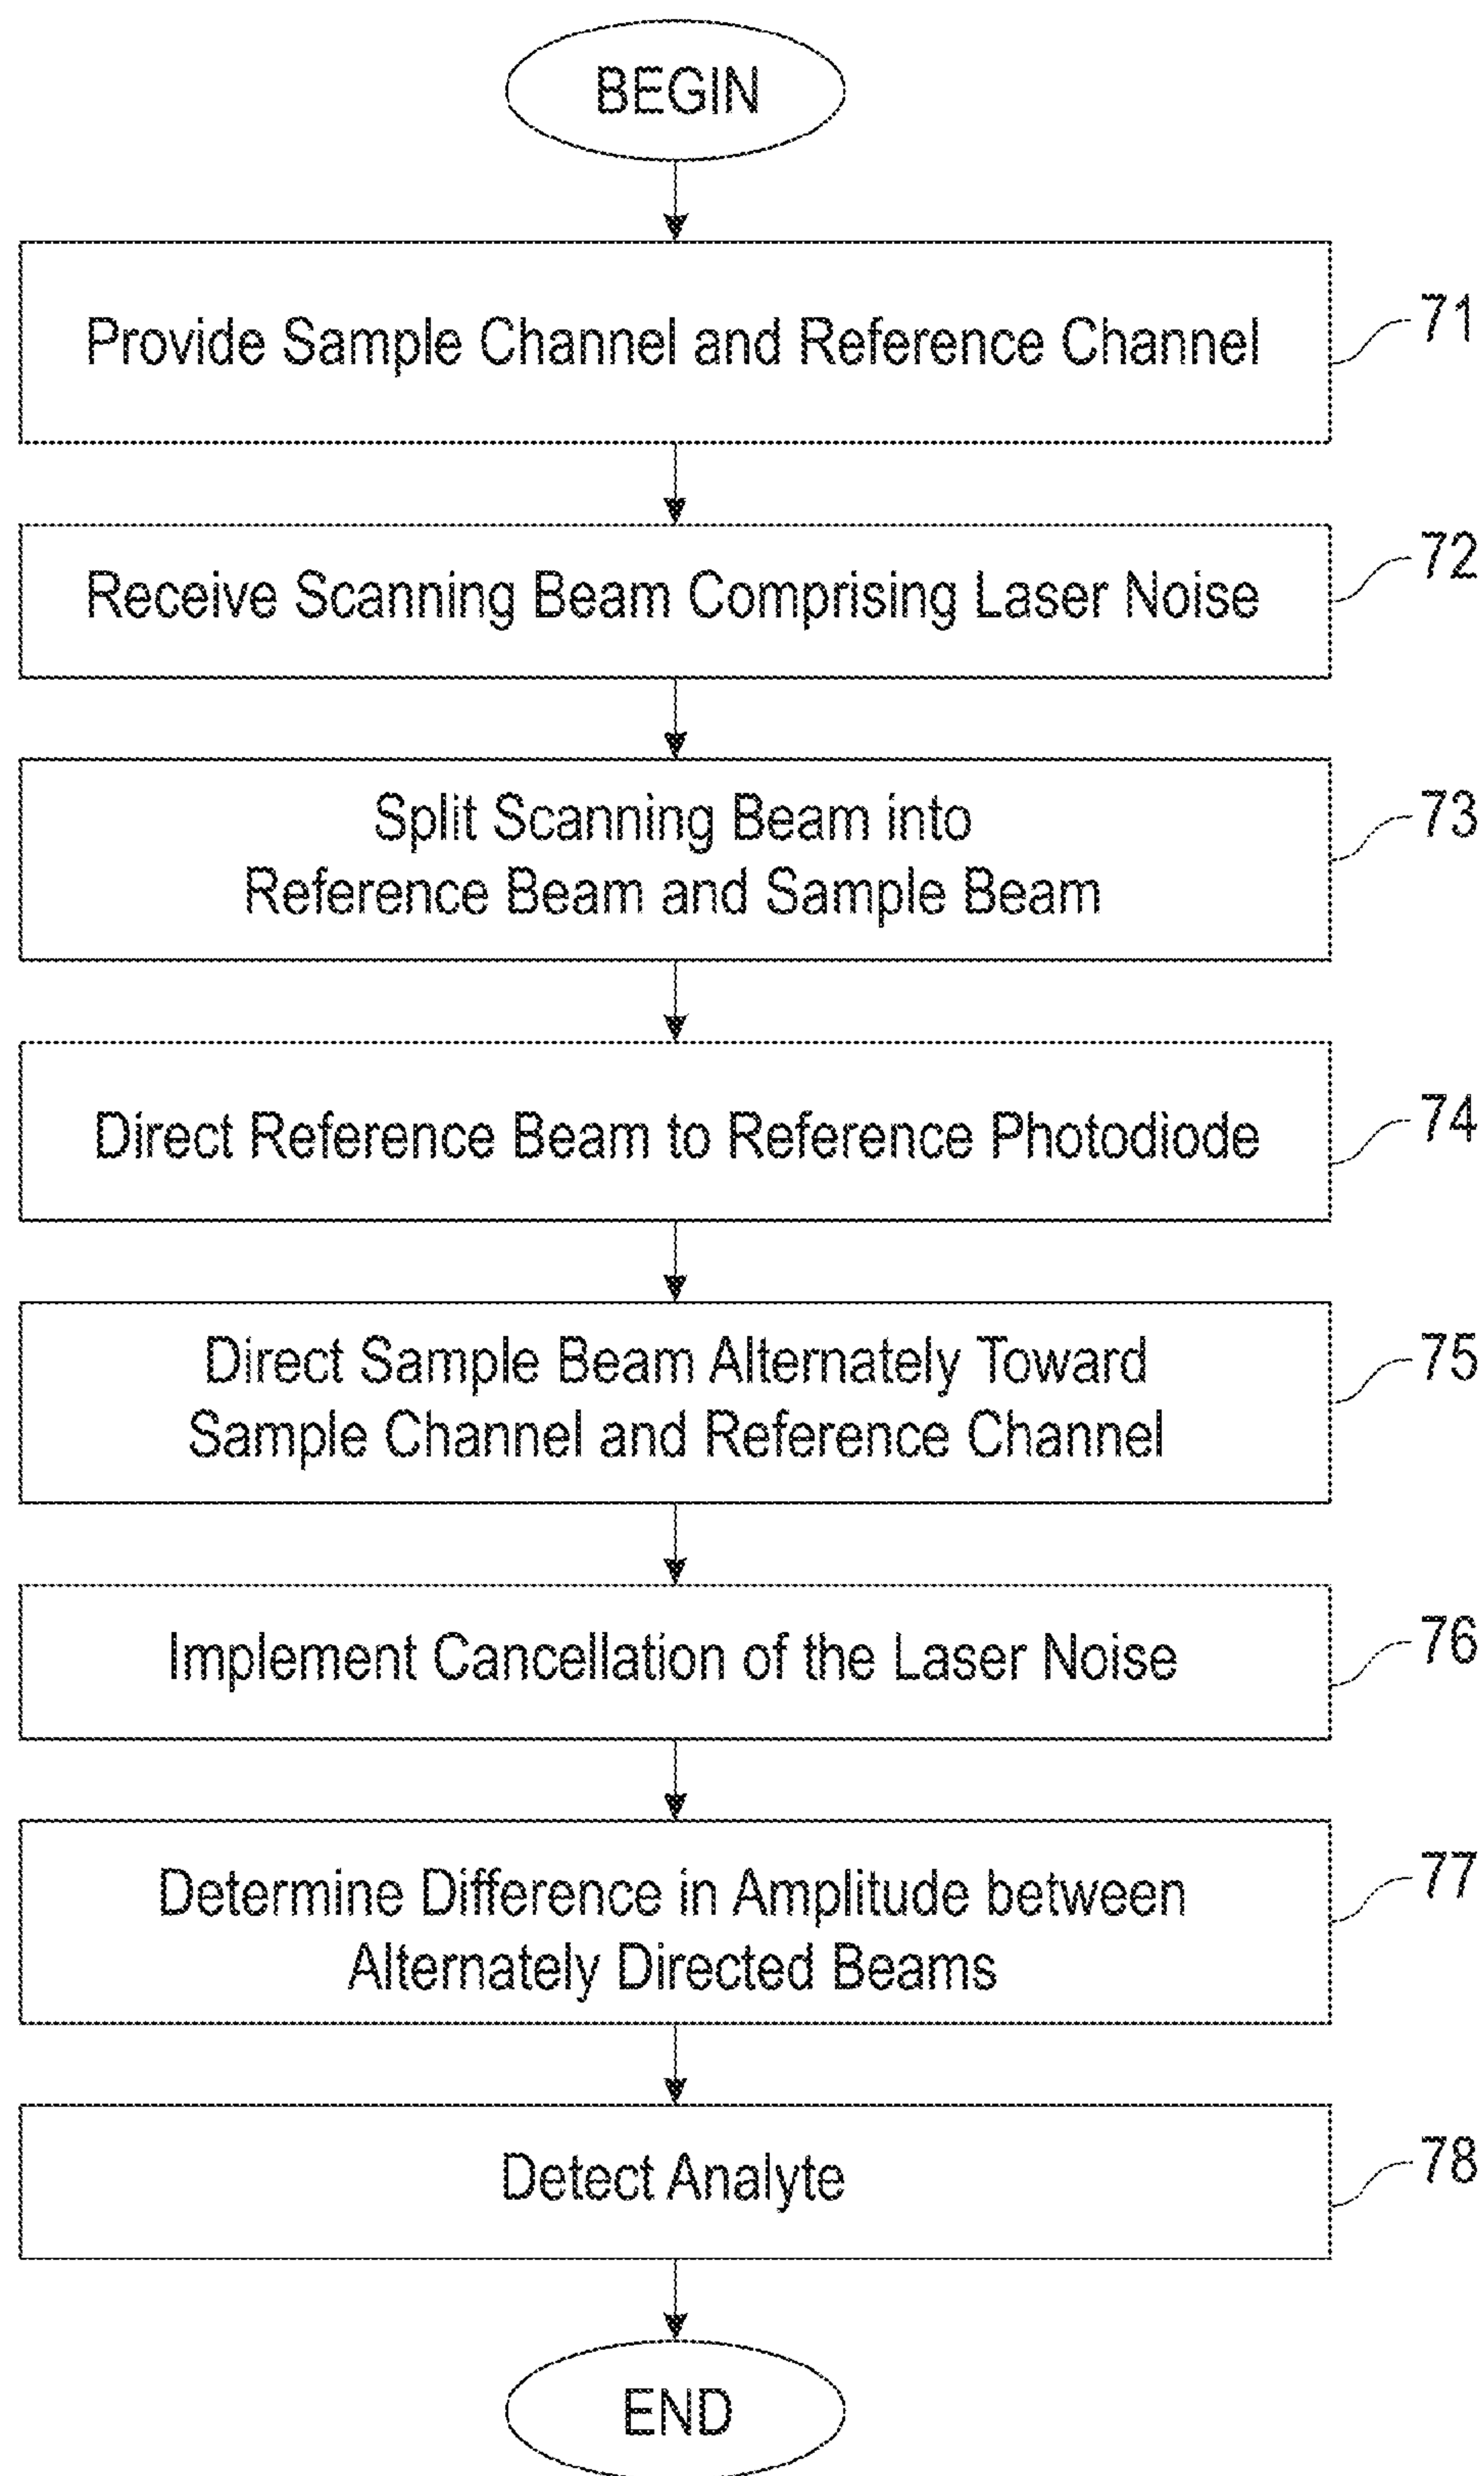 BEGIN
Provide Sample Channel and Reference Channel
71
Receive Scanning Beam Comprising Laser Noise
72
Split Scanning Beam into
Reference Beam and Sample Beam
73
Direct Reference Beam to Reference Photodiode
74
Direct Sample Beam Alternately Toward
Sample Channel and Reference Channel
75
Implement Cancellation of the Laser Noise
76
Determine Difference in Amplitude between
Alternately Directed Beams
77
Detect Analyte
78
END